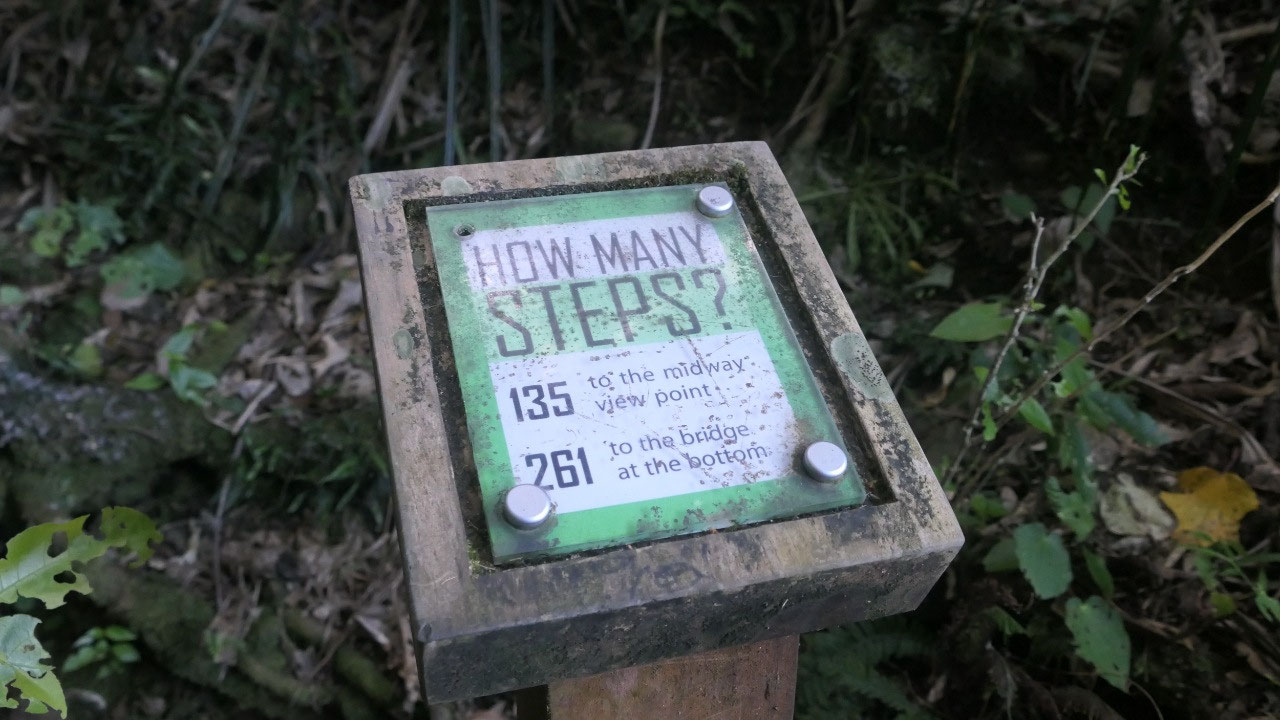 HOW MANY
STEPS?
135 to the midway
view point
261 to the bridge
at the bottom